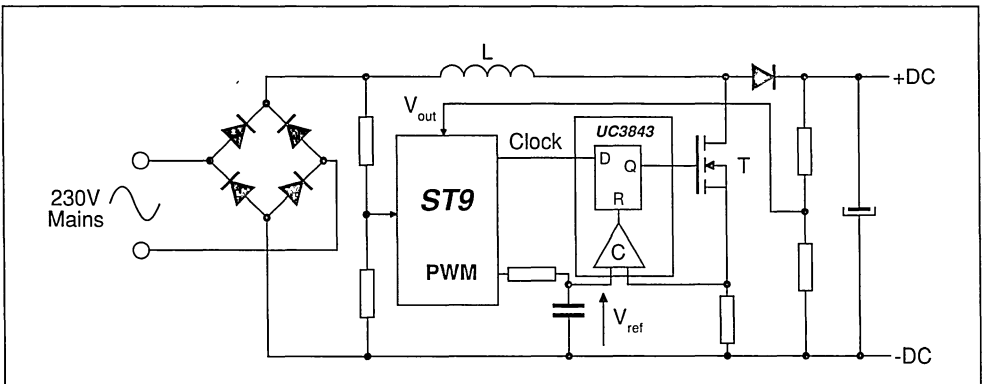 L
+DC
Vout
UC3843
Clock
D
Q
T
R
230V
Mains
ST9
C
PWM
Vref
-DC